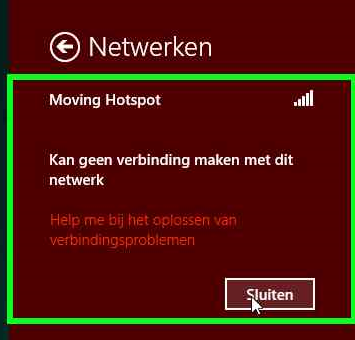 Netwerken
Moving Hotspot
Kan geen verbinding maken met dit
netwerk
Help me bij het oplossen van
verbindingsproblemen
Sluiten